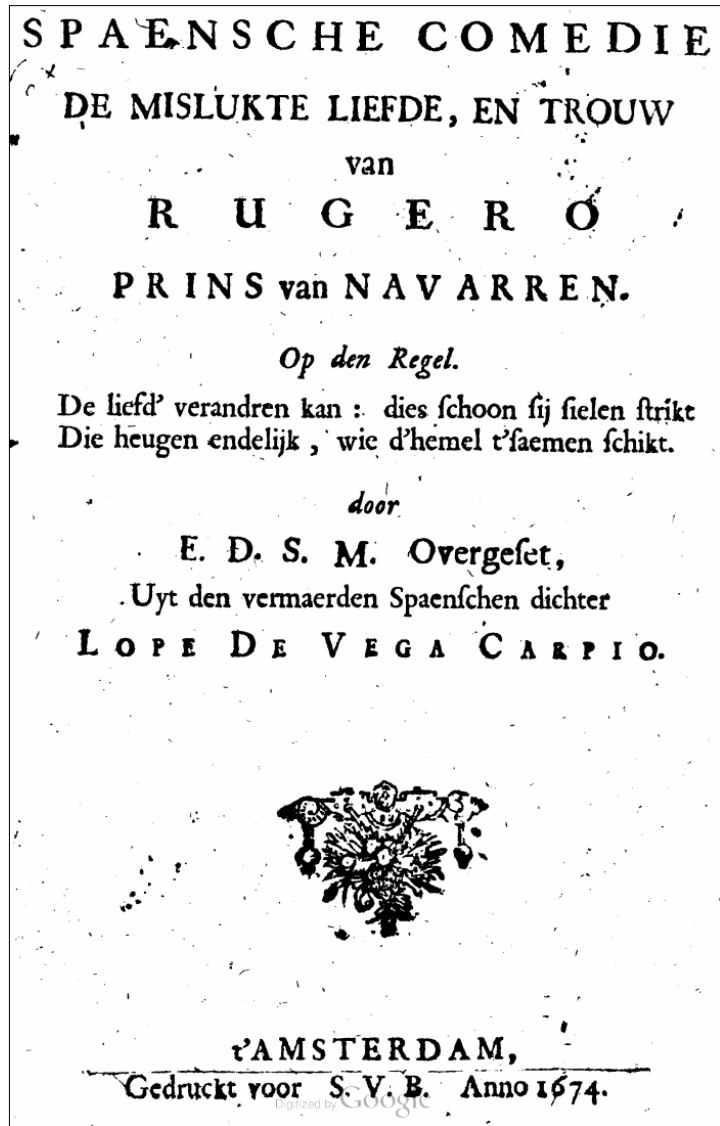 SPAENSCHE COMEDIE
DE MISLUKTE LIEFDE, EN TROUW
van
RUGERO
PRINS van NAVARREN.
Op den Regel.
De liefd' verandren kan : dies ſchoon ſij ſielen ſtrikt
Die heugen endelijk, wie d'hemel t'ſaemen ſchikt.
door
E. D. S. M. Overgeſet,
Uyt den vermaerden Spaenſchen dichter
LOPE DE VEGA CARPIO.
t'AMSTERDAM,
Gedruckt voor S. V. B. Anno 1674.
Digitized by Google